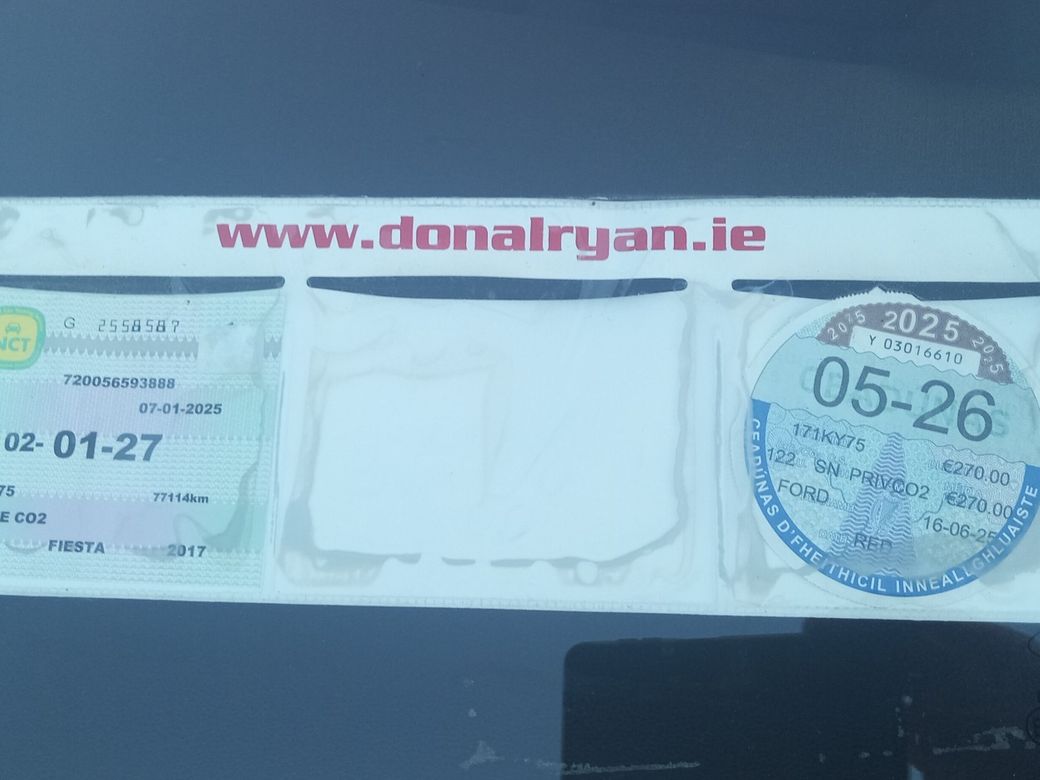 www.donalryan.ie
NCT
G 2558587
720056593888
07-01-2025
02- 01-27
75
77114km
E CO2
FIESTA 2017
2025 2025 2025
Y 03016610
05-26
171KY75
€270.00
122 SN PRIVCO2 €270.00
FORD 16-06-25
RED
CEADÚNAS D'FHEITHICIL INNEALLGHLUAISTE